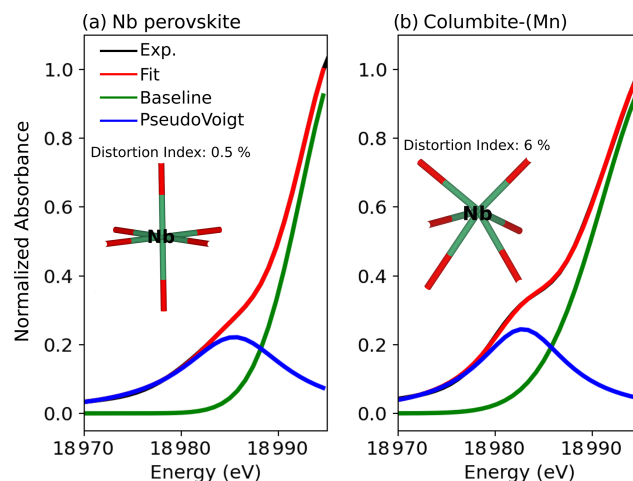 (a) Nb perovskite
(b) Columbite-(Mn)
Exp.
Fit
Baseline
PseudoVoigt
Distortion Index: 0.5 %
Distortion Index: 6 %
Nb
Nb
Normalized Absorbance
1.0
0.8
0.6
0.4
0.2
0.0
1.0
0.8
0.6
0.4
0.2
0.0
18970
18980
18990
18970
18980
18990
Energy (eV)
Energy (eV)